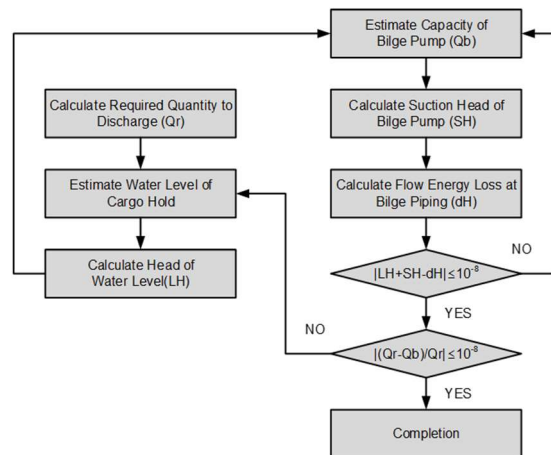 Estimate Capacity of
Bilge Pump (Qb)
Calculate Required Quantity to
Discharge (Qr)
Calculate Suction Head of
Bilge Pump (SH)
Estimate Water Level of
Cargo Hold
Calculate Flow Energy Loss at
Bilge Piping (dH)
Calculate Head of
Water Level(LH)
|LH+SH-dH|≤10⁻⁸
NO
YES
NO
|(Qr-Qb)/Qr|≤10⁻⁸
YES
Completion